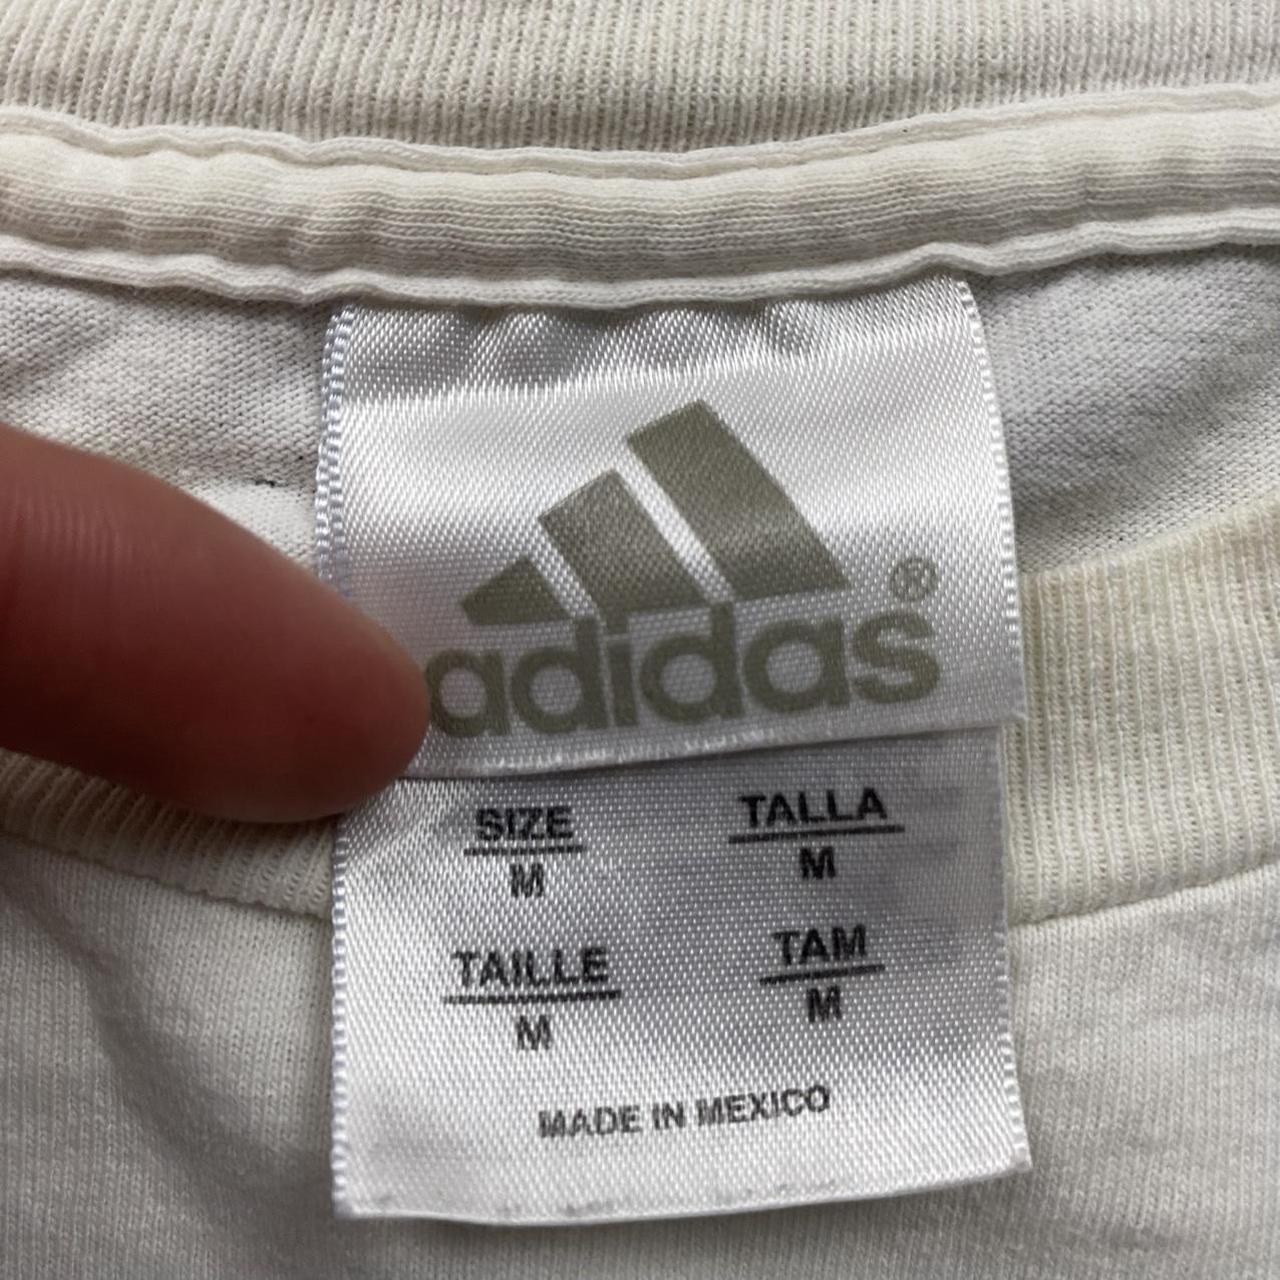 adidas®
SIZE TALLA
M M
TAILLE TAM
M M
MADE IN MEXICO